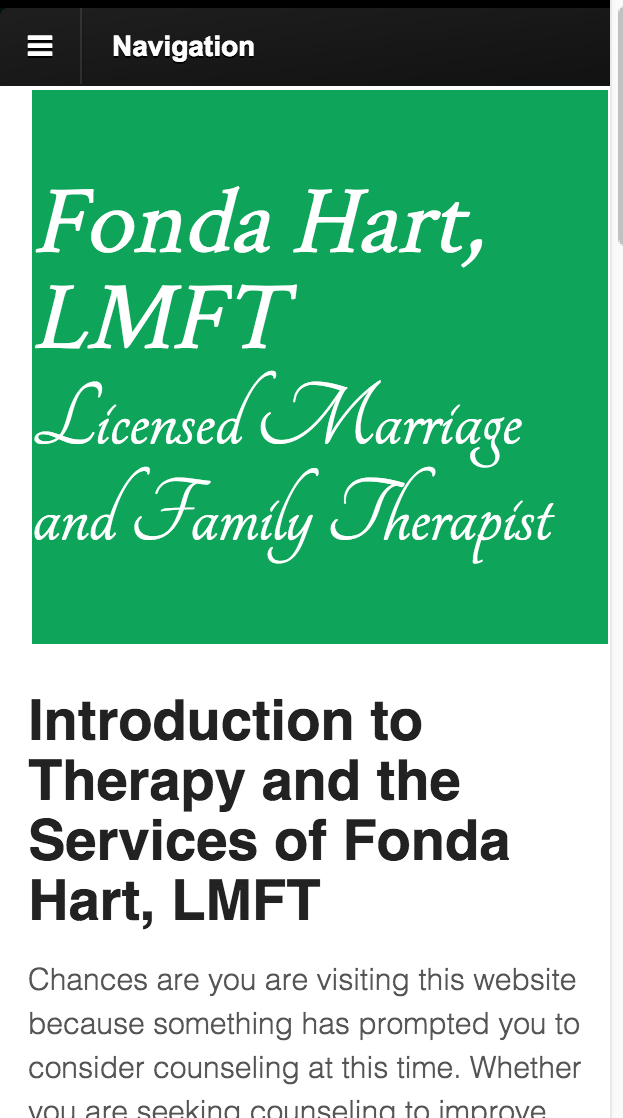 Navigation
Fonda Hart,
LMFT
Licensed Marriage
and Family Therapist
Introduction to
Therapy and the
Services of Fonda
Hart, LMFT
Chances are you are visiting this website
because something has prompted you to
consider counseling at this time. Whether
you are seeking counseling to improve